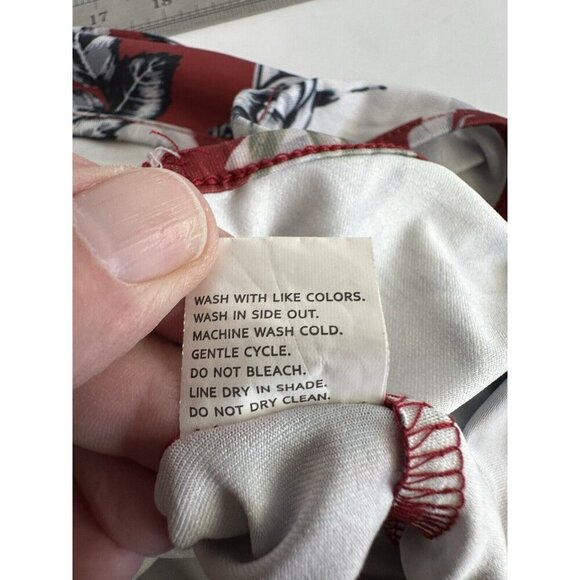 17
18
WASH WITH LIKE COLORS.
WASH IN SIDE OUT.
MACHINE WASH COLD.
GENTLE CYCLE.
DO NOT BLEACH.
LINE DRY IN SHADE.
DO NOT DRY CLEAN.